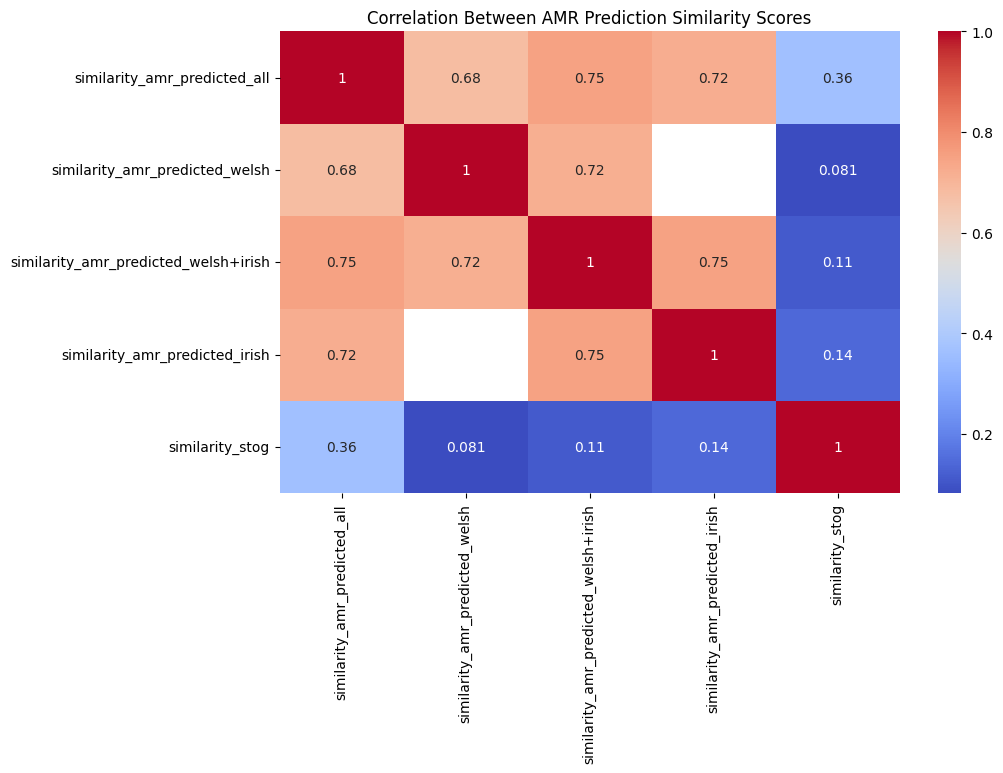 Correlation Between AMR Prediction Similarity Scores
similarity_amr_predicted_all
1
0.68
0.75
0.72
0.36
similarity_amr_predicted_welsh
0.68
1
0.72
0.081
similarity_amr_predicted_welsh+irish
0.75
0.72
1
0.75
0.11
similarity_amr_predicted_irish
0.72
0.75
1
0.14
similarity_stog
0.36
0.081
0.11
0.14
1
similarity_amr_predicted_all
similarity_amr_predicted_welsh
similarity_amr_predicted_welsh+irish
similarity_amr_predicted_irish
similarity_stog
1.0
0.8
0.6
0.4
0.2